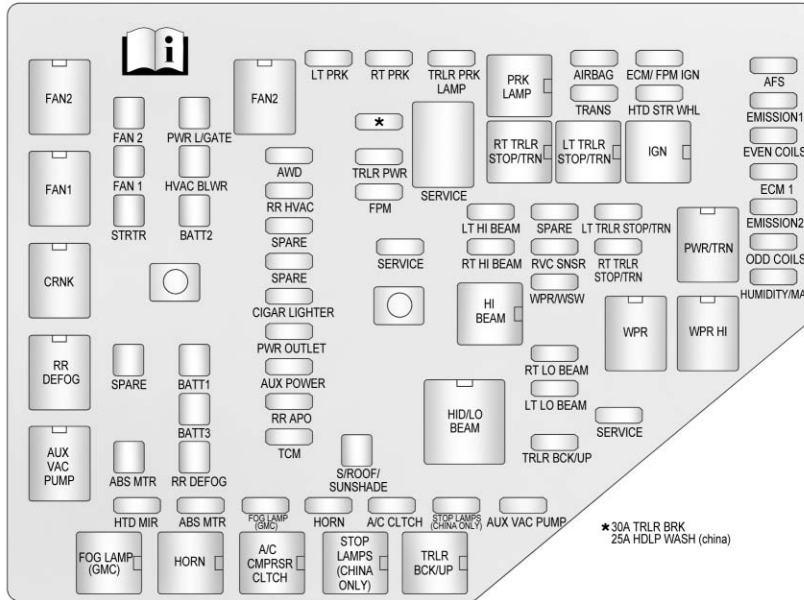 LT PRK
RT PRK
TRLR PRK
LAMP
PRK
LAMP
AIRBAG
ECM/ FPM IGN
AFS
FAN2
FAN2
TRANS
HTD STR WHL
EMISSION1
FAN 2
PWR L/GATE
*
RT TRLR
STOP/TRN
LT TRLR
STOP/TRN
IGN
EVEN COILS
FAN1
FAN 1
HVAC BLWR
AWD
TRLR PWR
SERVICE
ECM 1
STRTR
BATT2
RR HVAC
FPM
EMISSION2
SPARE
LT HI BEAM
SPARE
LT TRLR STOP/TRN
PWR/TRN
ODD COILS
SPARE
SERVICE
RT HI BEAM
RVC SNSR
RT TRLR
STOP/TRN
HUMIDITY/MA
CRNK
CIGAR LIGHTER
HI
BEAM
WPR/WSW
WPR
WPR HI
PWR OUTLET
RR
DEFOG
SPARE
BATT1
AUX POWER
RT LO BEAM
RR APO
HID/LO
BEAM
LT LO BEAM
BATT3
TCM
SERVICE
AUX
VAC
PUMP
ABS MTR
RR DEFOG
S/ROOF/
SUNSHADE
TRLR BCK/UP
HTD MIR
ABS MTR
FOG LAMP
(GMC)
HORN
A/C CLTCH
STOP LAMPS
(CHINA ONLY)
AUX VAC PUMP
* 30A TRLR BRK
25A HDLP WASH (china)
FOG LAMP
(GMC)
HORN
A/C
CMPRSR
CLTCH
STOP
LAMPS
(CHINA
ONLY)
TRLR
BCK/UP